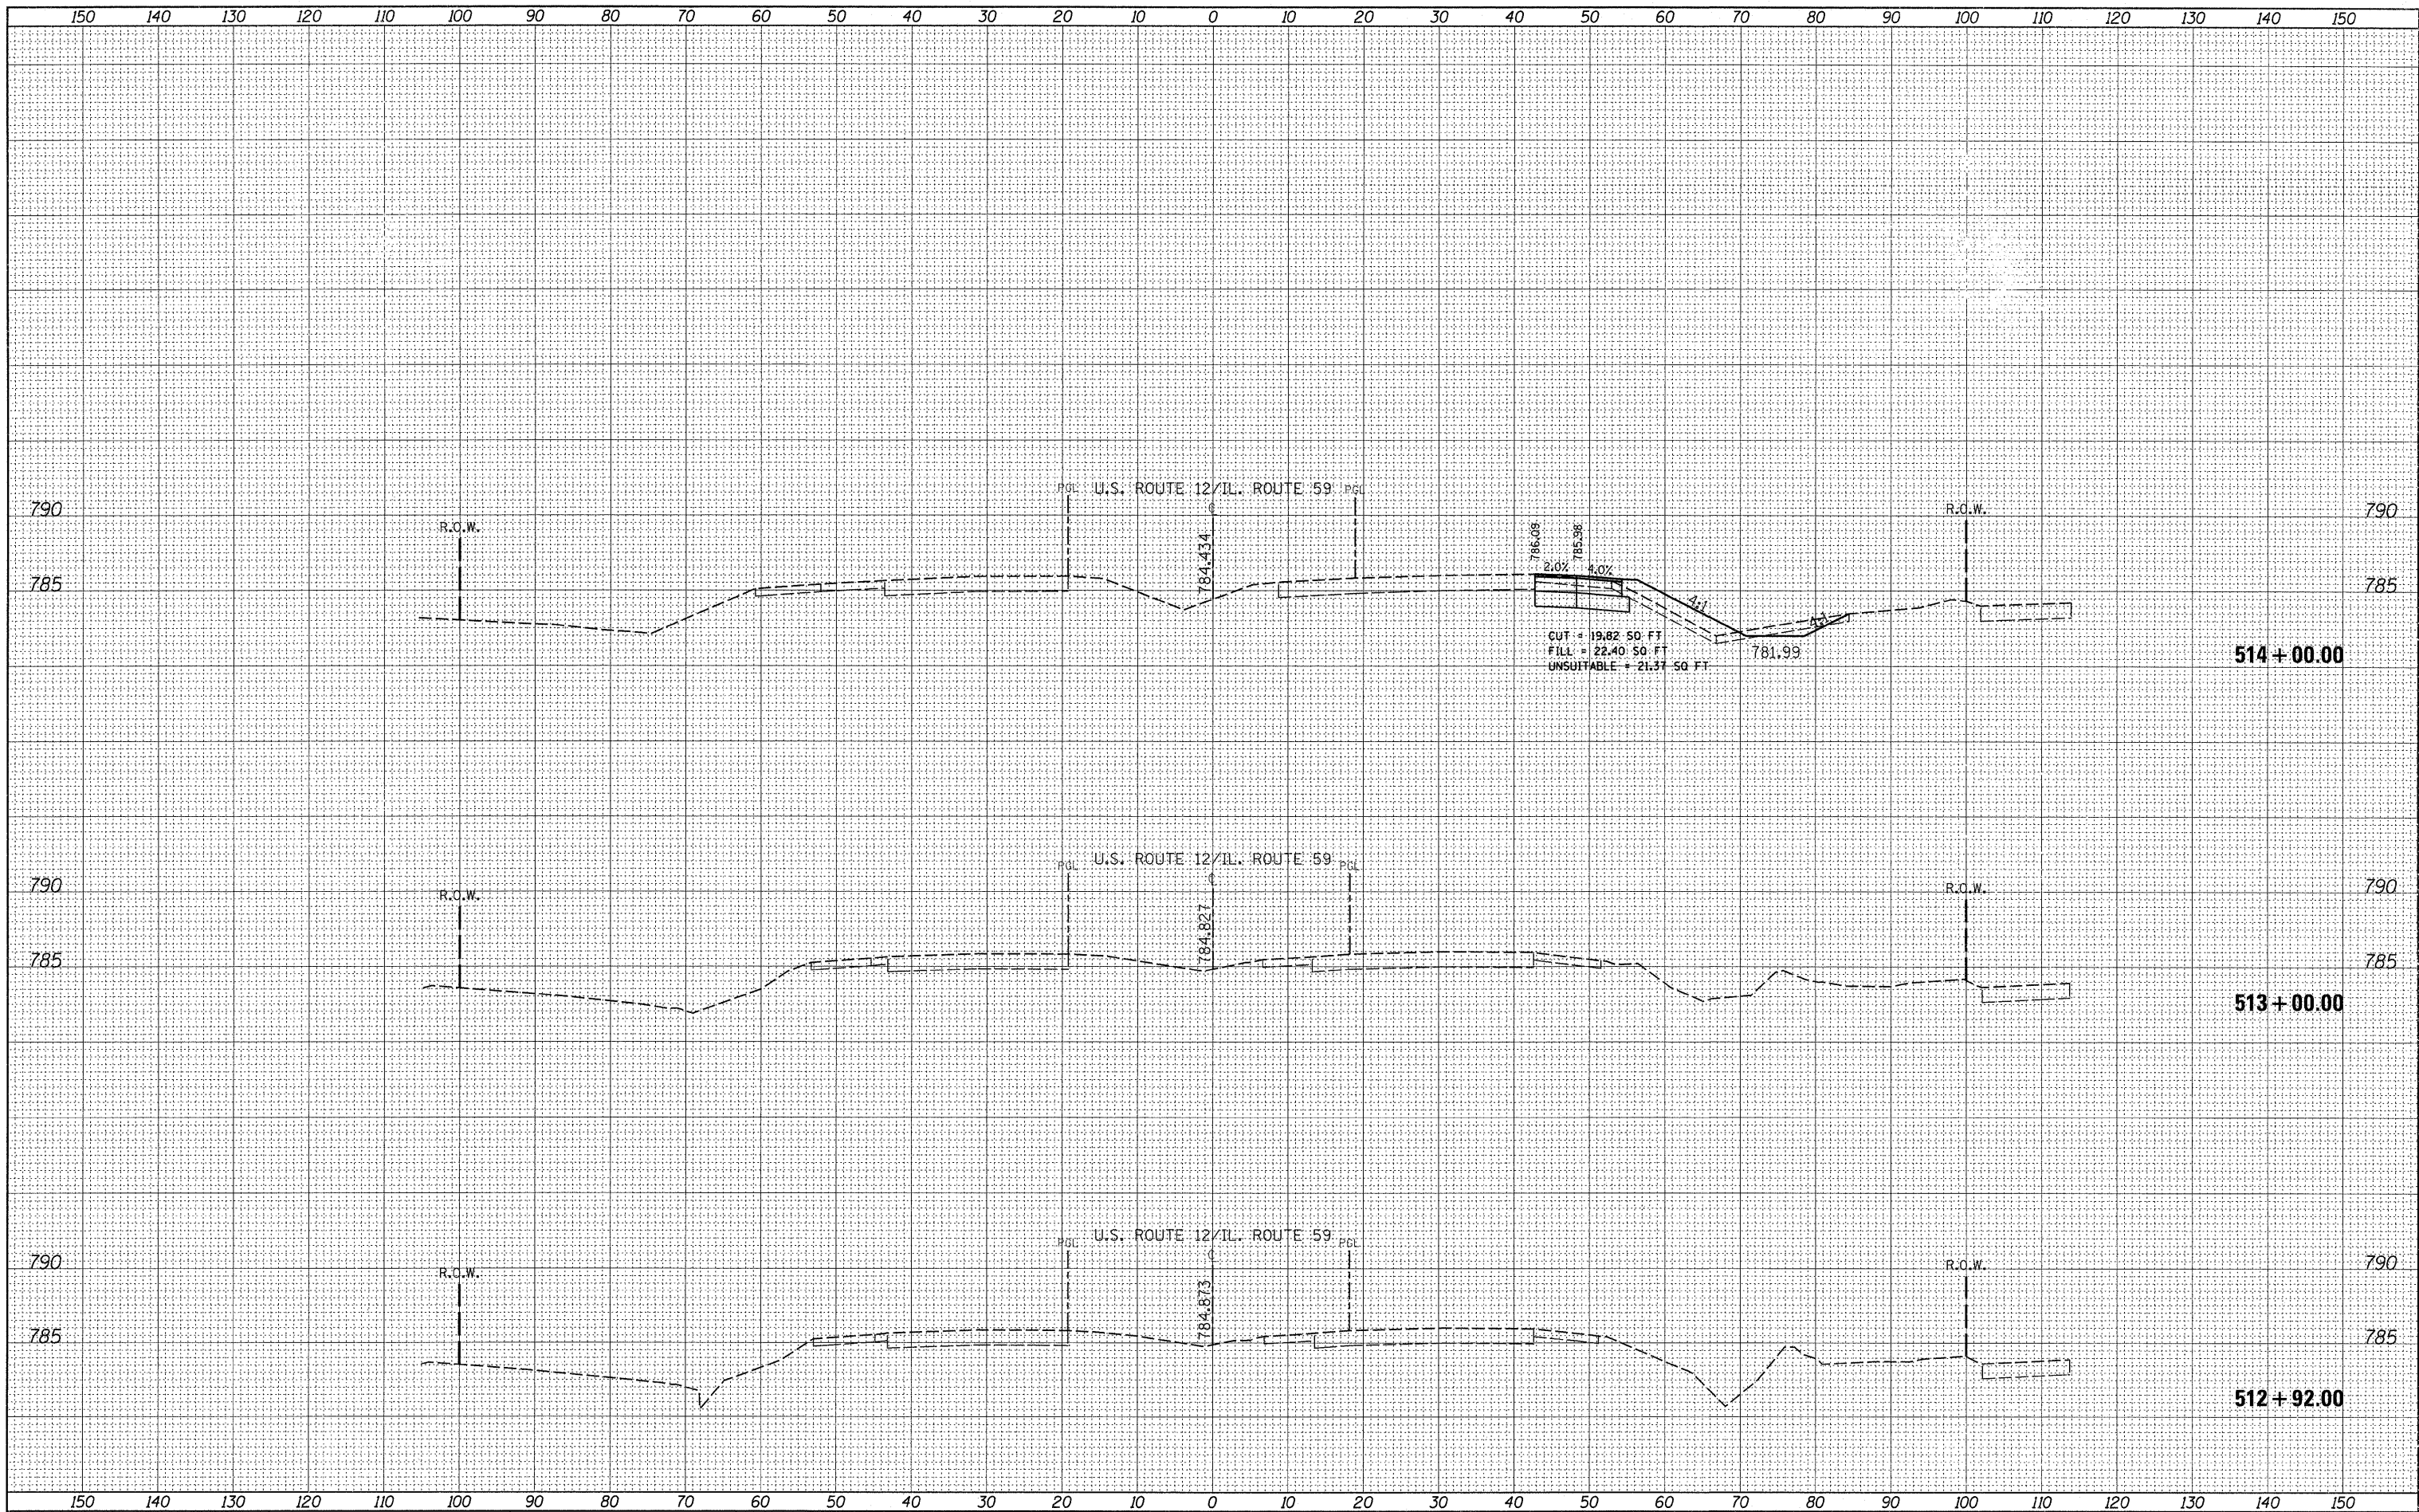 150 140 130 120 110 100 90 80 70 60 50 40 30 20 10 0 10 20 30 40 50 60 70 80 90 100 110 120 130 140 150
PGL U.S. ROUTE 12/IL. ROUTE 59 PGL
790 R.O.W. ℄ R.O.W. 790
784.434 786.09 785.98
785 2.0% 4.0% 785
4:1 4:1
CUT = 19.82 SQ FT
FILL = 22.40 SQ FT
UNSUITABLE = 21.37 SQ FT
781.99
514+00.00
PGL U.S. ROUTE 12/IL. ROUTE 59 PGL
790 R.O.W. ℄ R.O.W. 790
784.827
785 785
513+00.00
PGL U.S. ROUTE 12/IL. ROUTE 59 PGL
790 R.O.W. ℄ R.O.W. 790
784.873
785 785
512+92.00
150 140 130 120 110 100 90 80 70 60 50 40 30 20 10 0 10 20 30 40 50 60 70 80 90 100 110 120 130 140 150